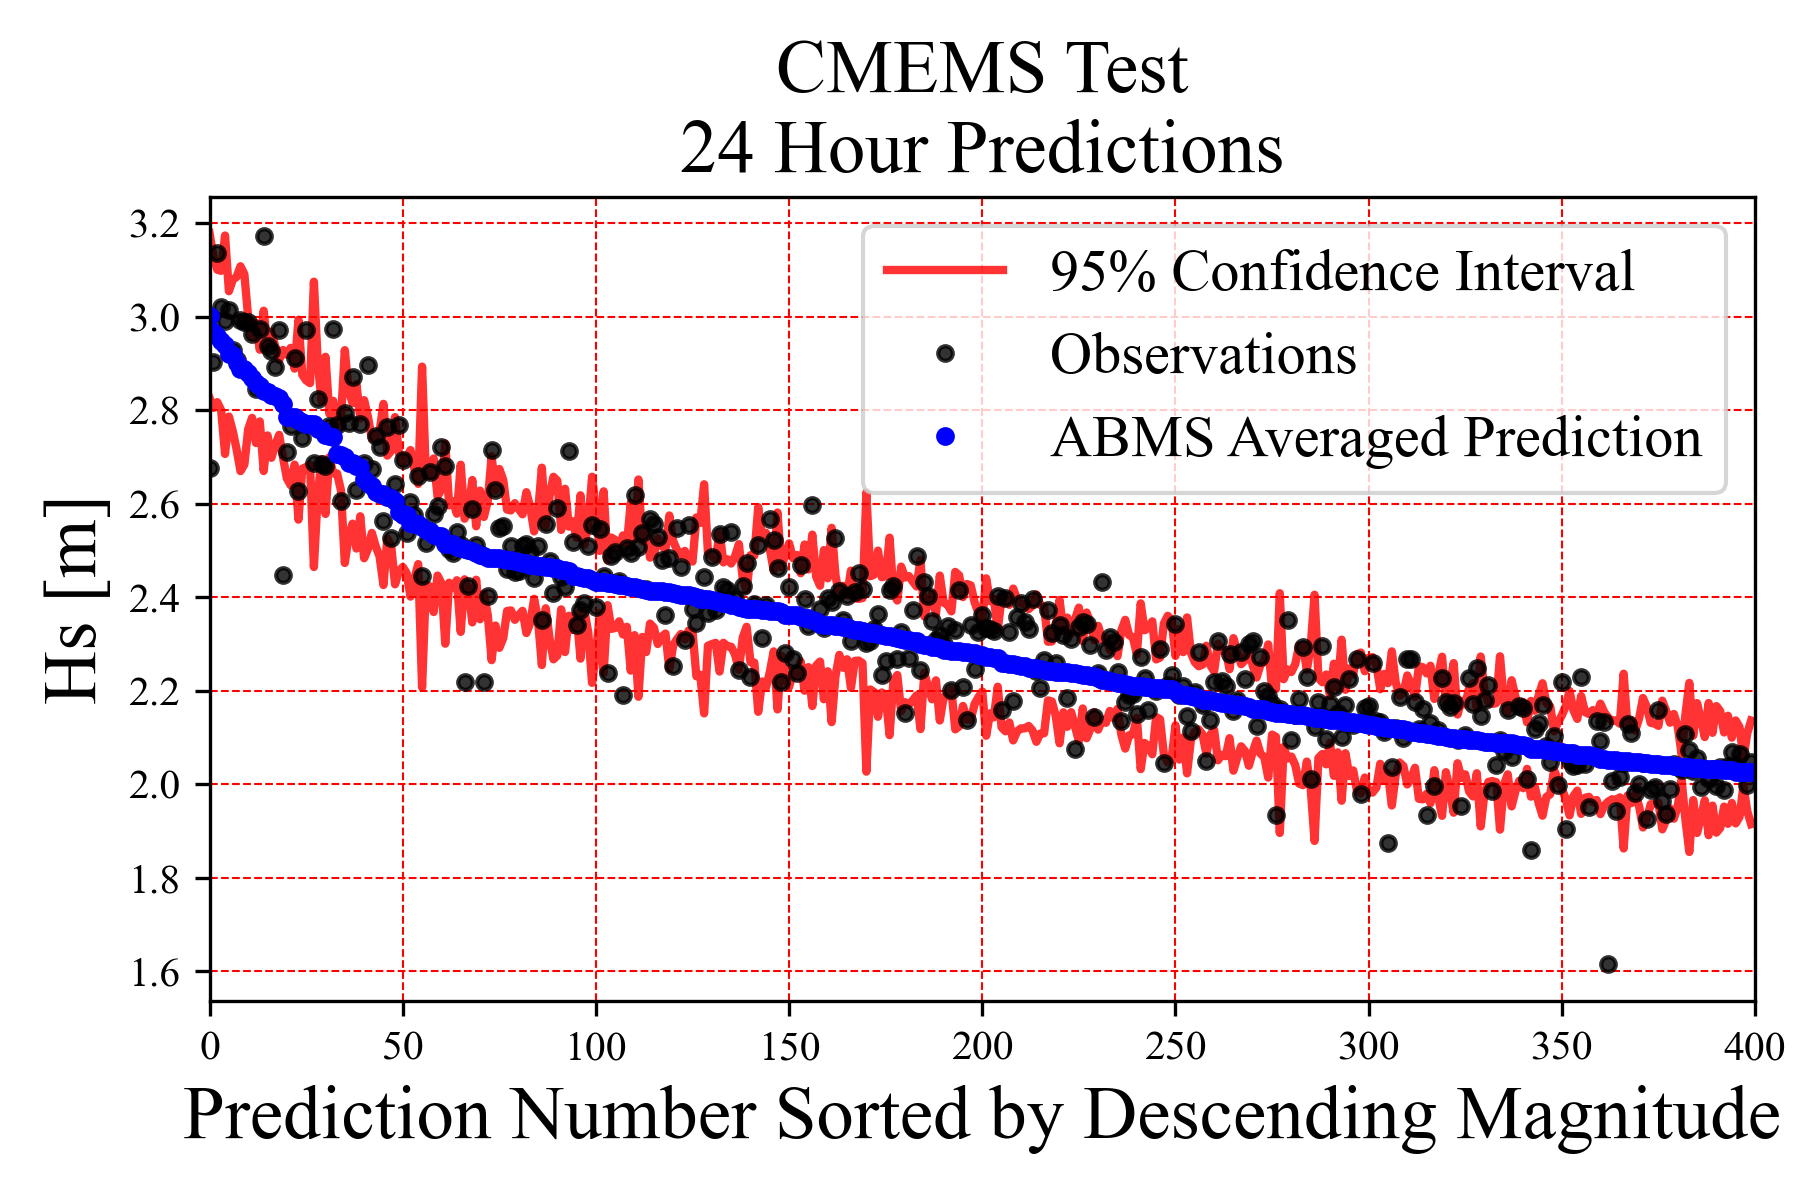 CMEMS Test
24 Hour Predictions
95% Confidence Interval
Observations
ABMS Averaged Prediction
Hs [m]
3.2
3.0
2.8
2.6
2.4
2.2
2.0
1.8
1.6
0 50 100 150 200 250 300 350 400
Prediction Number Sorted by Descending Magnitude